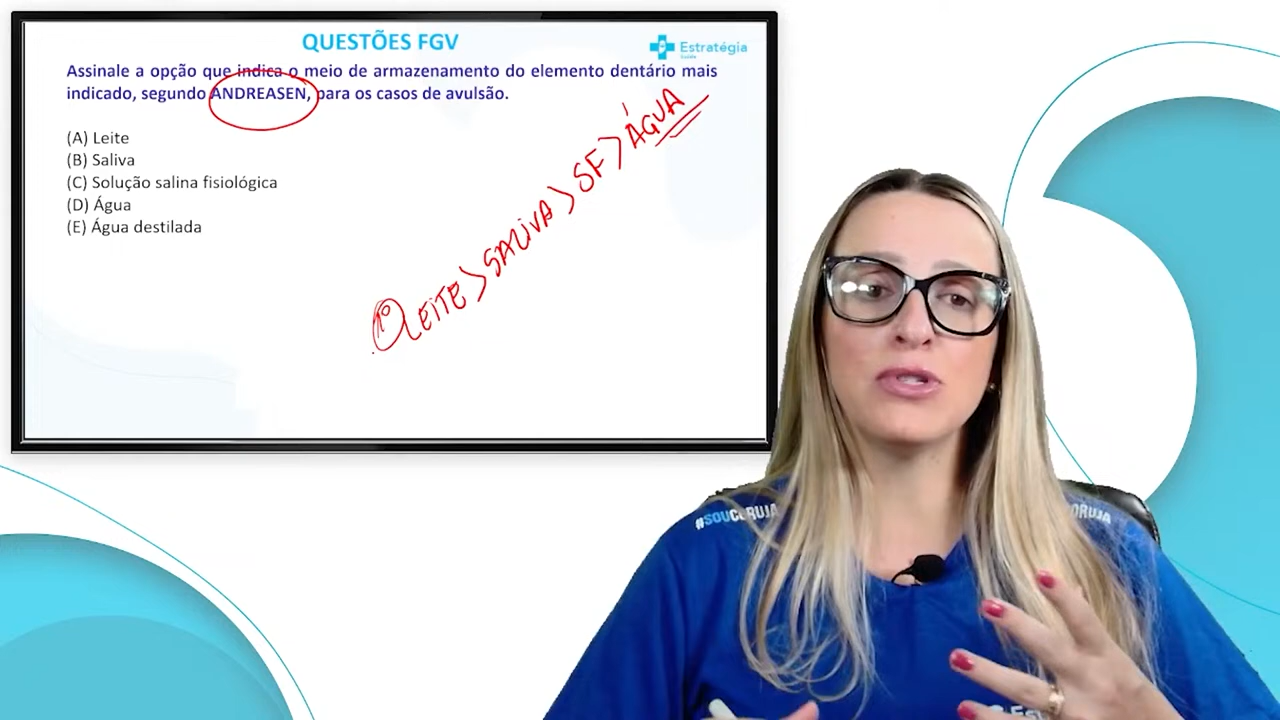 QUESTÕES FGV
Estratégia
Saúde
Assinale a opção que indica o meio de armazenamento do elemento dentário mais
indicado, segundo ANDREASEN, para os casos de avulsão.
(A) Leite
(B) Saliva
(C) Solução salina fisiológica
(D) Água
(E) Água destilada
1º LEITE > SALIVA > SF > ÁGUA
#SOUCORUJA
ORUJA